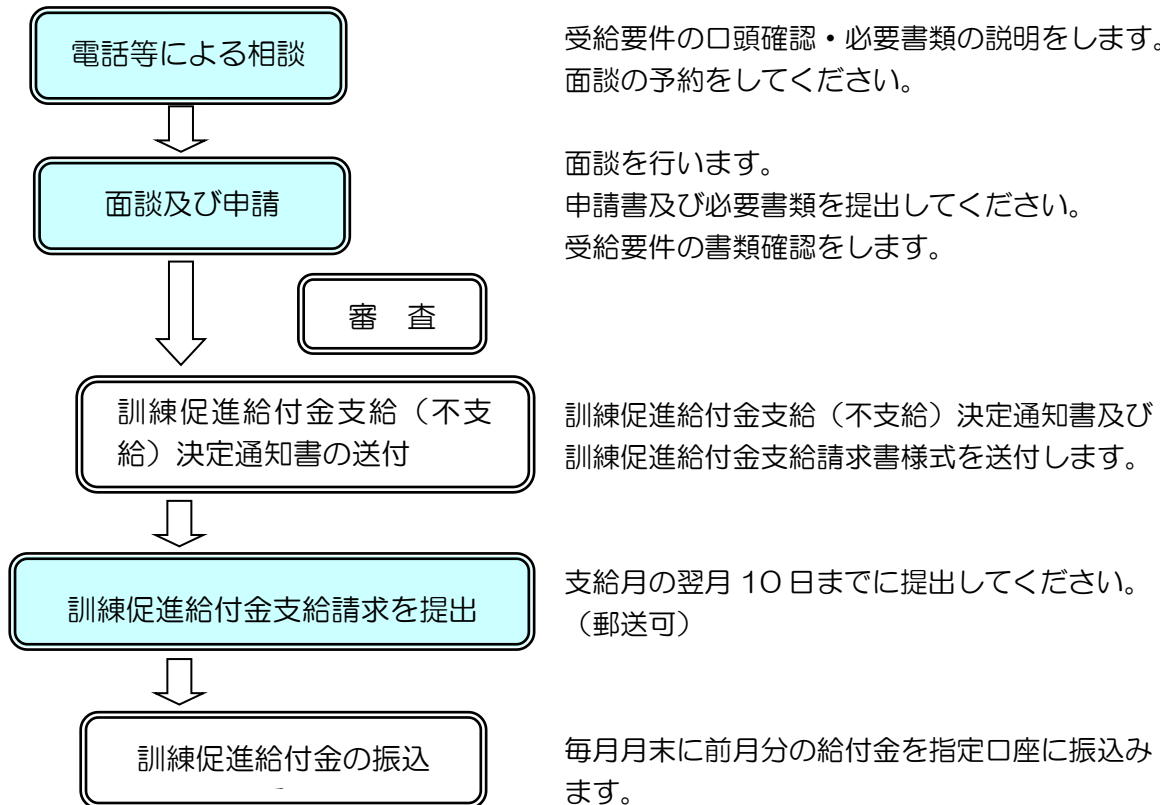 電話等による相談
受給要件の口頭確認・必要書類の説明をします。
面談の予約をしてください。
面談及び申請
面談を行います。
申請書及び必要書類を提出してください。
受給要件の書類確認をします。
審　査
訓練促進給付金支給（不支
給）決定通知書の送付
訓練促進給付金支給（不支給）決定通知書及び
訓練促進給付金支給請求書様式を送付します。
訓練促進給付金支給請求を提出
支給月の翌月 10 日までに提出してください。
（郵送可）
訓練促進給付金の振込
毎月月末に前月分の給付金を指定口座に振込み
ます。